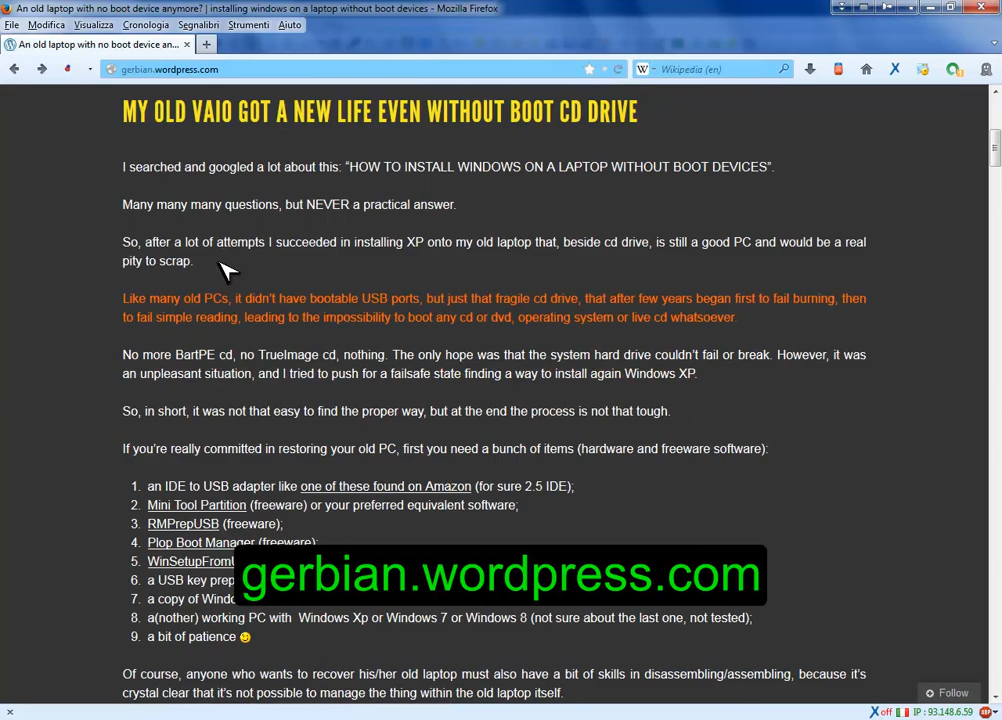 An old laptop with no boot device anymore? | installing windows on a laptop without boot devices - Mozilla Firefox
File Modifica Visualizza Cronologia Segnalibri Strumenti Aiuto
An old laptop with no boot device an...
gerbian.wordpress.com
Wikipedia (en)
MY OLD VAIO GOT A NEW LIFE EVEN WITHOUT BOOT CD DRIVE
I searched and googled a lot about this: “HOW TO INSTALL WINDOWS ON A LAPTOP WITHOUT BOOT DEVICES”.
Many many many questions, but NEVER a practical answer.
So, after a lot of attempts I succeeded in installing XP onto my old laptop that, beside cd drive, is still a good PC and would be a real
pity to scrap.
Like many old PCs, it didn’t have bootable USB ports, but just that fragile cd drive, that after few years began first to fail burning, then
to fail simple reading, leading to the impossibility to boot any cd or dvd, operating system or live cd whatsoever.
No more BartPE cd, no TrueImage cd, nothing. The only hope was that the system hard drive couldn’t fail or break. However, it was
an unpleasant situation, and I tried to push for a failsafe state finding a way to install again Windows XP.
So, in short, it was not that easy to find the proper way, but at the end the process is not that tough.
If you’re really committed in restoring your old PC, first you need a bunch of items (hardware and freeware software):
1. an IDE to USB adapter like one of these found on Amazon (for sure 2.5 IDE);
2. Mini Tool Partition (freeware) or your preferred equivalent software;
3. RMPrepUSB (freeware);
4. Plop Boot Manager (freeware);
5. WinSetupFromU
6. a USB key prep
7. a copy of Windo
gerbian.wordpress.com
8. a(nother) working PC with Windows Xp or Windows 7 or Windows 8 (not sure about the last one, not tested);
9. a bit of patience
Of course, anyone who wants to recover his/her old laptop must also have a bit of skills in disassembling/assembling, because it’s
crystal clear that it’s not possible to manage the thing within the old laptop itself.
Follow
X off IP : 93.148.6.59